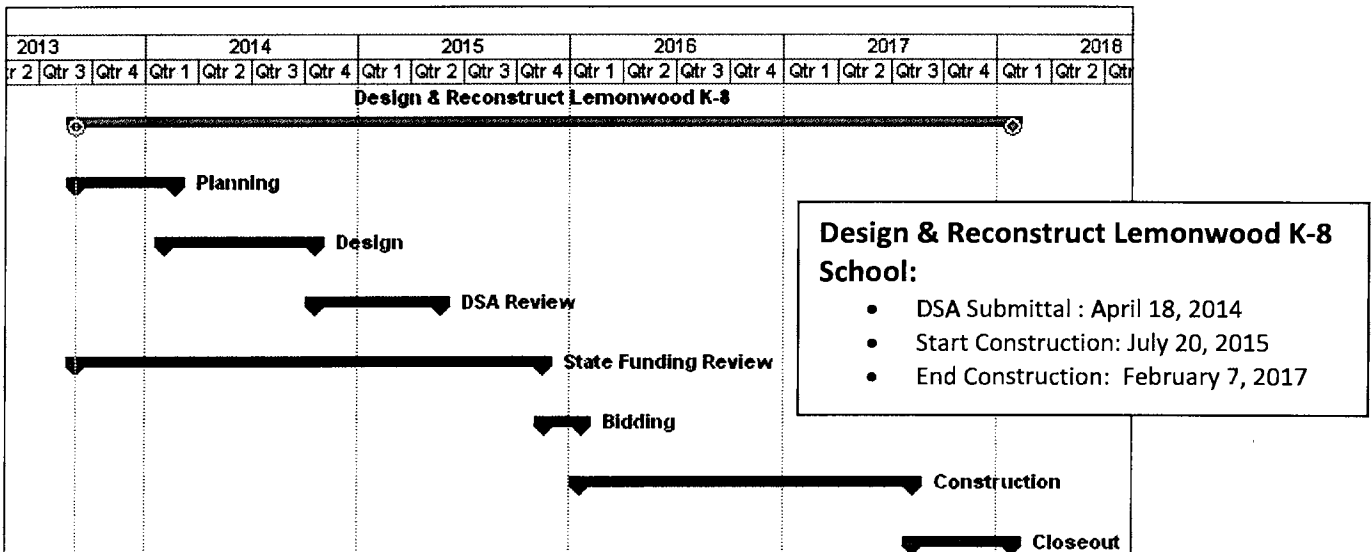 2013 2014 2015 2016 2017 2018
r 2 Qtr 3 Qtr 4 Qtr 1 Qtr 2 Qtr 3 Qtr 4 Qtr 1 Qtr 2 Qtr 3 Qtr 4 Qtr 1 Qtr 2 Qtr 3 Qtr 4 Qtr 1 Qtr 2 Qtr 3 Qtr 4 Qtr 1 Qtr 2 Qtr
Design & Reconstruct Lemonwood K-8
Planning
Design
DSA Review
State Funding Review
Bidding
Construction
Closeout
Design & Reconstruct Lemonwood K-8
School:
• DSA Submittal : April 18, 2014
• Start Construction: July 20, 2015
• End Construction: February 7, 2017